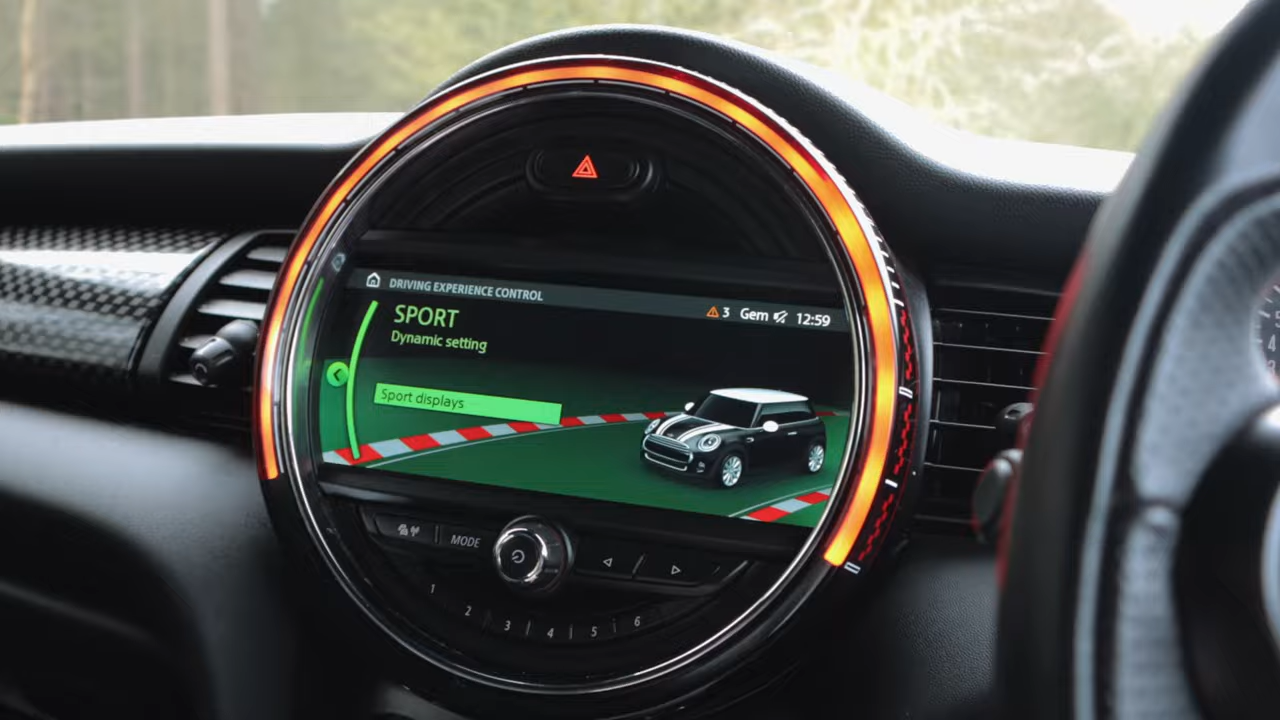 DRIVING EXPERIENCE CONTROL
SPORT
3 Gem 12:59
Dynamic setting
Sport displays
MODE
1 2 3 4 5 6
4